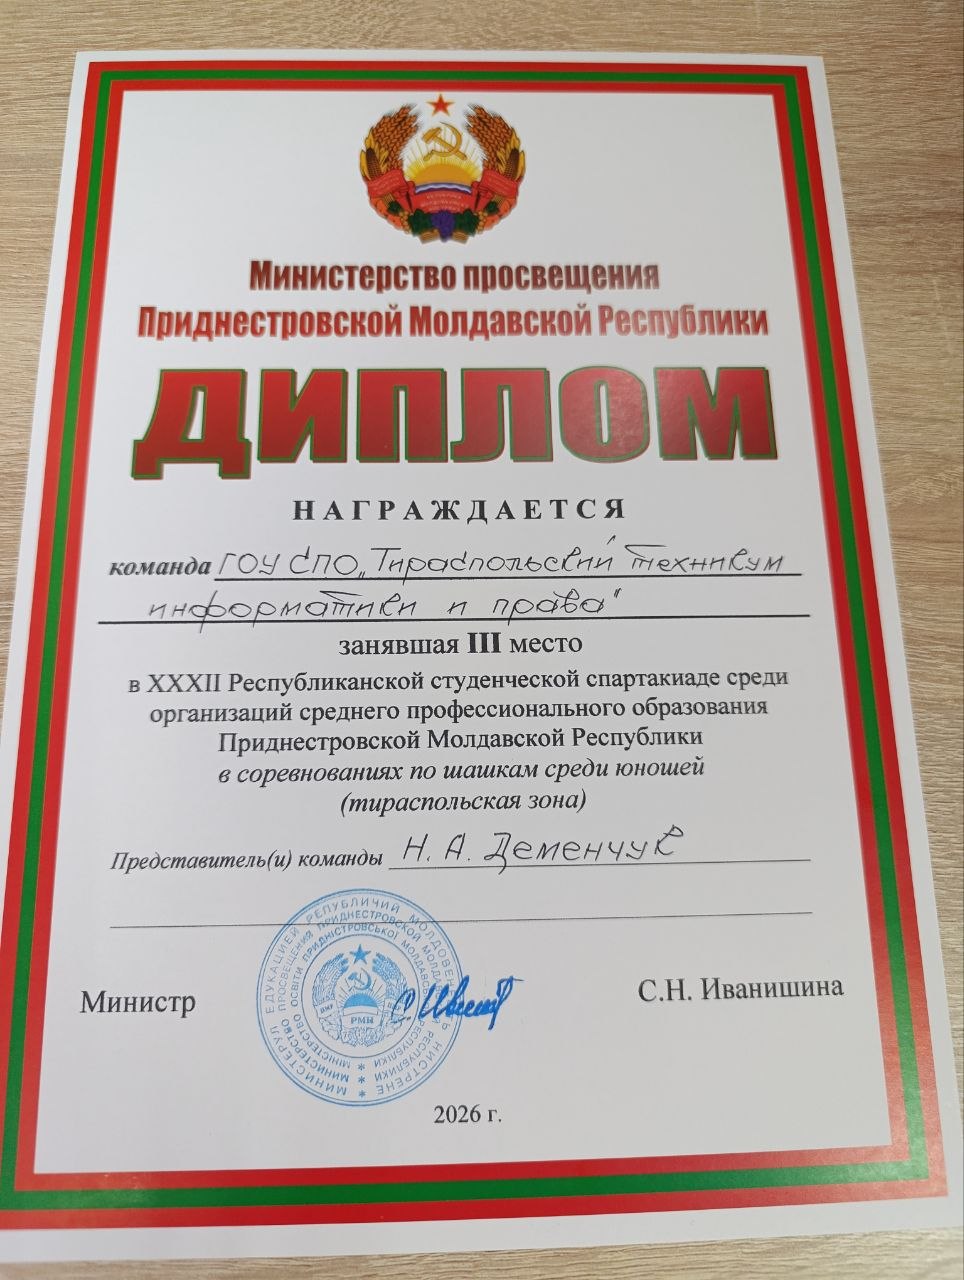 Министерство просвещения
Приднестровской Молдавской Республики
ДИПЛОМ
НАГРАЖДАЕТСЯ
команда ГОУ СПО „Тираспольский техникум
информатики и права"
занявшая III место
в XXXII Республиканской студенческой спартакиаде среди
организаций среднего профессионального образования
Приднестровской Молдавской Республики
в соревнованиях по шашкам среди юношей
(тираспольская зона)
Представитель(и) команды Н. А. Деменчук
Министр
С.Н. Иванишина
РМН
2026 г.